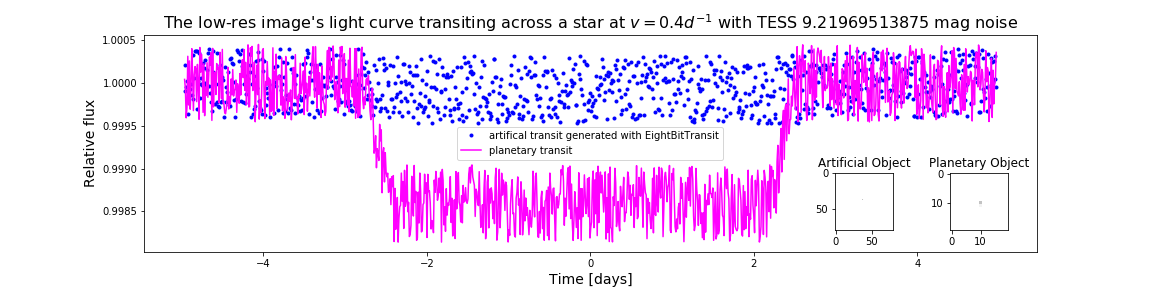 The low-res image's light curve transiting across a star at v = 0.4d⁻¹ with TESS 9.21969513875 mag noise
Relative flux
1.0005
1.0000
0.9995
0.9990
0.9985
artifical transit generated with EightBitTransit
planetary transit
Artificial Object
0
50
0
50
Planetary Object
0
10
0
10
−4
−2
0
2
4
Time [days]